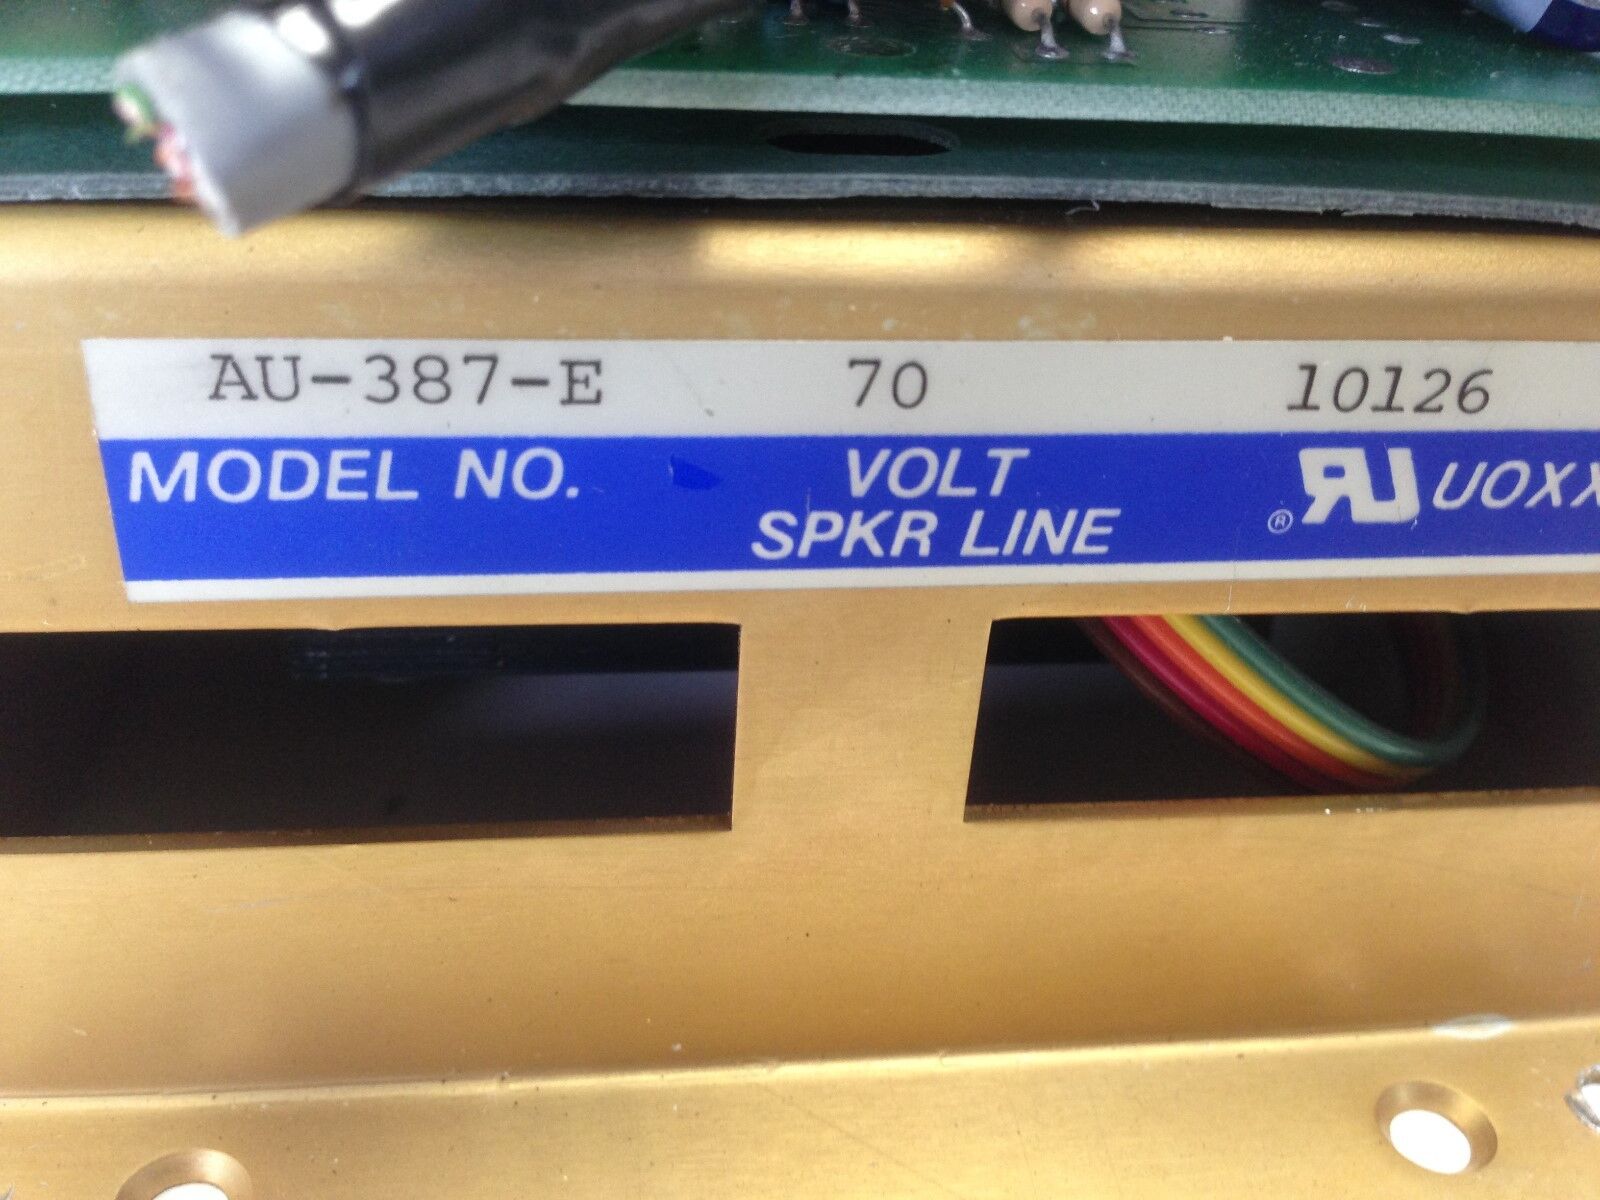 AU-387-E 70 10126
MODEL NO. VOLT SPKR LINE ® UOXX